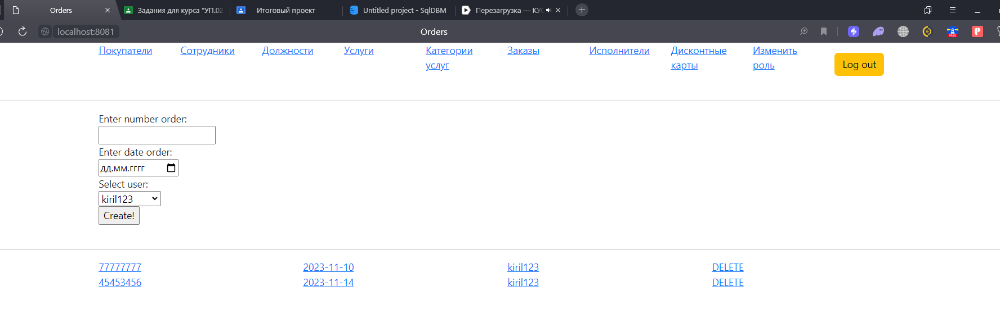 Orders
Задания для курса "УП.02
Итоговый проект
Untitled project - SqlDBM
Перезагрузка — КУ
localhost:8081
Orders
FREE
Покупатели
Сотрудники
Должности
Услуги
Категории
услуг
Заказы
Исполнители
Дисконтные
карты
Изменить
роль
Log out
Enter number order:
Enter date order:
дд.мм.гггг
Select user:
kiril123
Create!
77777777 2023-11-10 kiril123 DELETE
45453456 2023-11-14 kiril123 DELETE